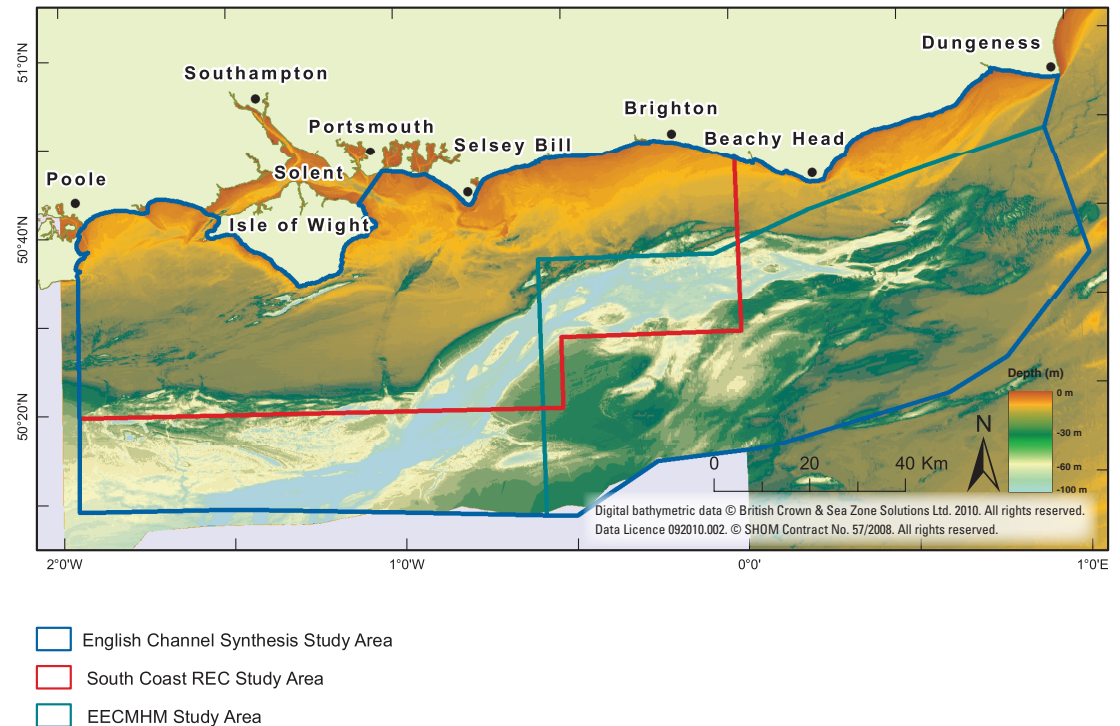 Dungeness
51°0'N
Southampton
Brighton
Portsmouth
Beachy Head
Selsey Bill
Solent
Poole
Isle of Wight
50°40'N
Depth (m)
0 m
-30 m
-60 m
-100 m
N
50°20'N
0 20 40 Km
Digital bathymetric data © British Crown & Sea Zone Solutions Ltd. 2010. All rights reserved.
Data Licence 092010.002. © SHOM Contract No. 57/2008. All rights reserved.
2°0'W 1°0'W 0°0' 1°0'E
English Channel Synthesis Study Area
South Coast REC Study Area
EECMHM Study Area